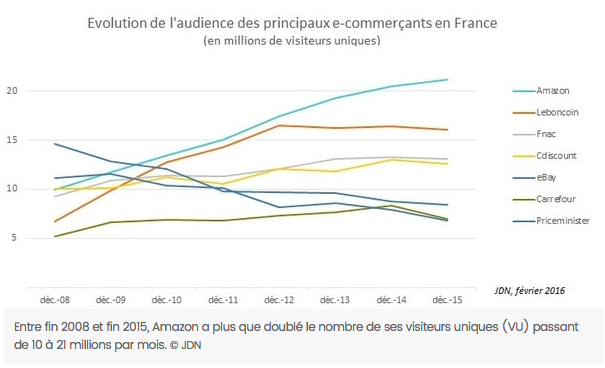 Evolution de l'audience des principaux e-commerçants en France
(en millions de visiteurs uniques)
20
15
10
5
Amazon
Leboncoin
Fnac
Cdiscount
eBay
Carrefour
Priceminister
déc.-08 déc.-09 déc.-10 déc.-11 déc.-12 déc.-13 déc.-14 déc.-15
JDN, février 2016
Entre fin 2008 et fin 2015, Amazon a plus que doublé le nombre de ses visiteurs uniques (VU) passant
de 10 à 21 millions par mois. © JDN